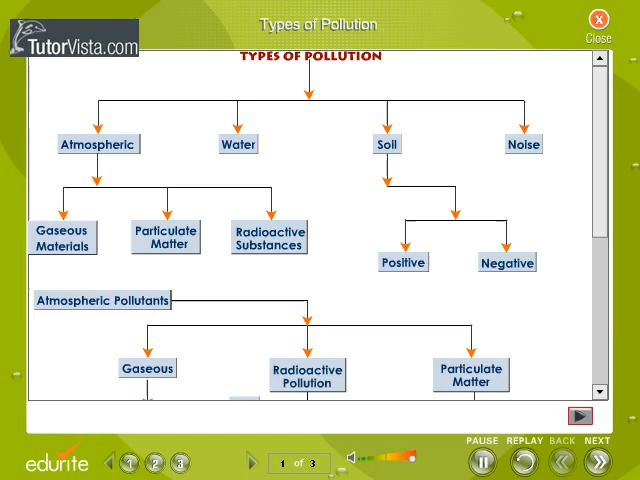 Types of Pollution
Close
TutorVista.com
TYPES OF POLLUTION
Atmospheric
Water
Soil
Noise
Gaseous
Materials
Particulate
Matter
Radioactive
Substances
Positive
Negative
Atmospheric Pollutants
Gaseous
Radioactive
Pollution
Particulate
Matter
PAUSE REPLAY BACK NEXT
edurite
1 2 3
1 of 3